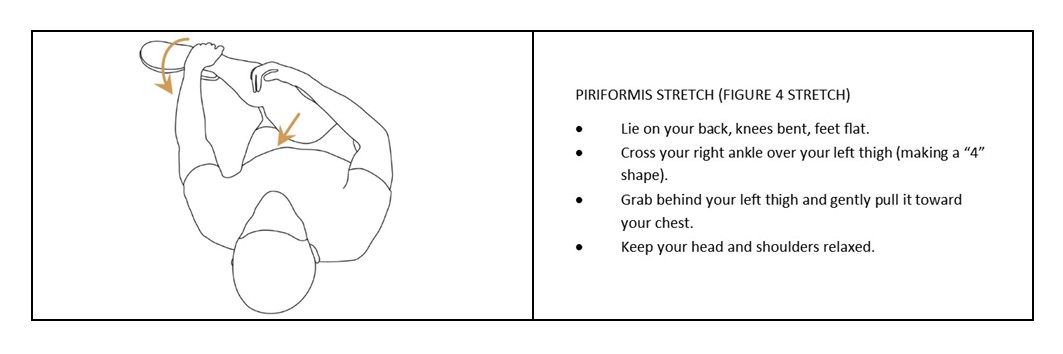 PIRIFORMIS STRETCH (FIGURE 4 STRETCH)
• Lie on your back, knees bent, feet flat.
• Cross your right ankle over your left thigh (making a “4”
shape).
• Grab behind your left thigh and gently pull it toward
your chest.
• Keep your head and shoulders relaxed.